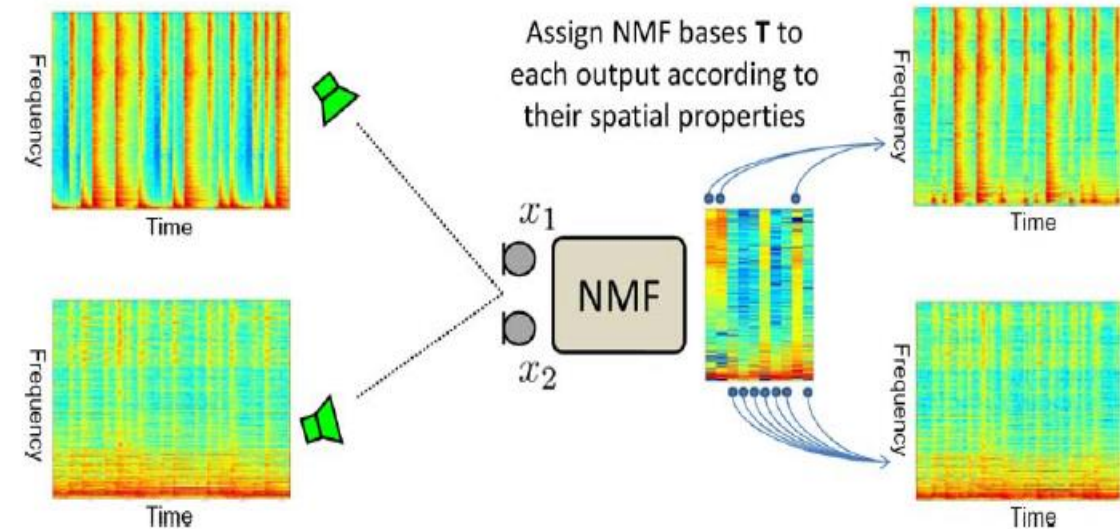 Frequency
Time
Frequency
Time
Assign NMF bases T to
each output according to
their spatial properties
x1
x2
NMF
Frequency
Time
Frequency
Time